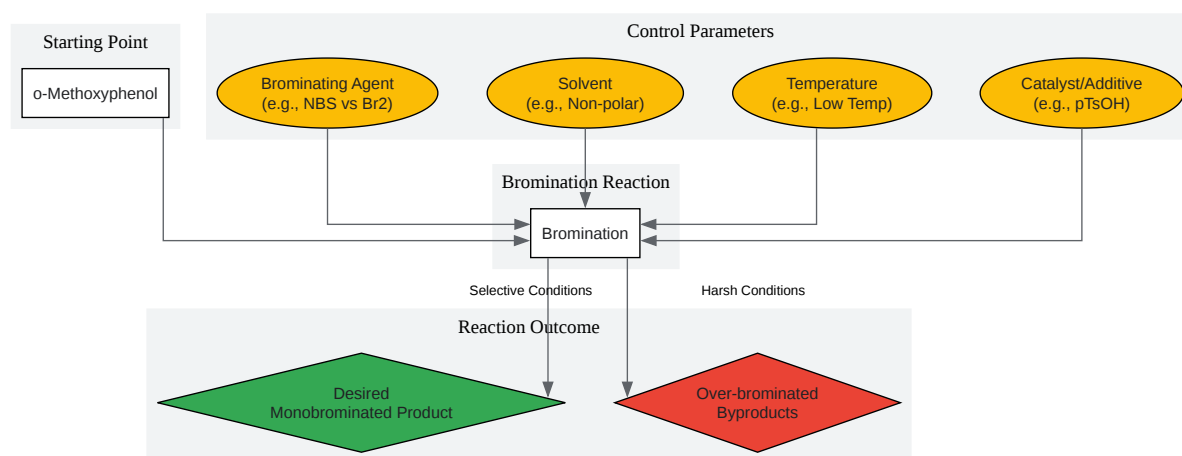 Starting Point
Control Parameters
o-Methoxyphenol
Brominating Agent
(e.g., NBS vs Br2)
Solvent
(e.g., Non-polar)
Temperature
(e.g., Low Temp)
Catalyst/Additive
(e.g., pTsOH)
Bromination Reaction
Bromination
Selective Conditions
Harsh Conditions
Reaction Outcome
Desired
Monobrominated Product
Over-brominated
Byproducts